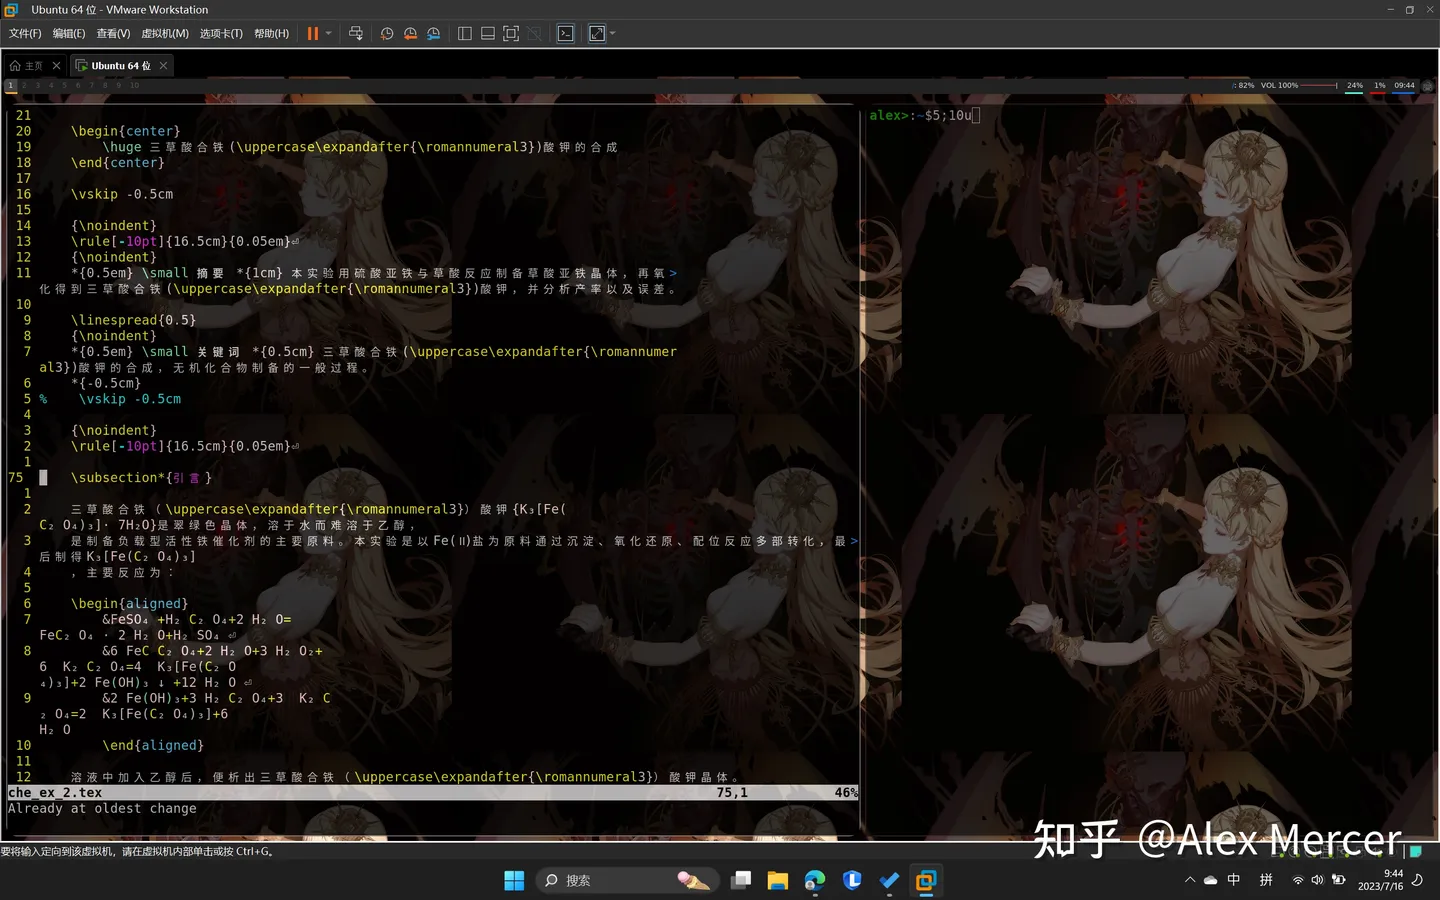 Ubuntu 64 位 - VMware Workstation
文件(F) 编辑(E) 查看(V) 虚拟机(M) 选项卡(T) 帮助(H)
主页 Ubuntu 64 位
1 2 3 4 5 6 7 8 9 10 82% VOL 100% 24% 1% 09:44
21
20 \begin{center}
19 \huge 三草酸合铁(\uppercase\expandafter{\romannumeral3})酸钾的合成
18 \end{center}
17
16 \vskip -0.5cm
15
14 {\noindent}
13 \rule[-10pt]{16.5cm}{0.05em}⏎
12 {\noindent}
11 *{0.5em} \small 摘要 *{1cm} 本实验用硫酸亚铁与草酸反应制备草酸亚铁晶体，再氧>
化得到三草酸合铁(\uppercase\expandafter{\romannumeral3})酸钾，并分析产率以及误差。
10
9 \linespread{0.5}
8 {\noindent}
7 *{0.5em} \small 关键词 *{0.5cm} 三草酸合铁(\uppercase\expandafter{\romannumer
al3})酸钾的合成，无机化合物制备的一般过程。
6 *{-0.5cm}
5 % \vskip -0.5cm
4
3 {\noindent}
2 \rule[-10pt]{16.5cm}{0.05em}⏎
1
75 \subsection*{引言}
1
2 三草酸合铁（\uppercase\expandafter{\romannumeral3}）酸钾{K₃[Fe(
C₂ O₄)₃]· 7H₂O}是翠绿色晶体，溶于水而难溶于乙醇，
3 是制备负载型活性铁催化剂的主要原料。本实验是以Fe(Ⅱ)盐为原料通过沉淀、氧化还原、配位反应多部转化，最>
后制得K₃[Fe(C₂ O₄)₃]
4 ，主要反应为：
5
6 \begin{aligned}
7 &FeSO₄ +H₂ C₂ O₄+2 H₂ O=
FeC₂ O₄ · 2 H₂ O+H₂ SO₄ ⏎
8 &6 FeC C₂ O₄+2 H₂ O+3 H₂ O₂+
6 K₂ C₂ O₄=4 K₃[Fe(C₂ O
₄)₃]+2 Fe(OH)₃ ↓ +12 H₂ O ⏎
9 &2 Fe(OH)₃+3 H₂ C₂ O₄+3 K₂ C
₂ O₄=2 K₃[Fe(C₂ O₄)₃]+6
H₂ O
10 \end{aligned}
11
12 溶液中加入乙醇后，便析出三草酸合铁（\uppercase\expandafter{\romannumeral3}）酸钾晶体。
che_ex_2.tex 75,1 46%
Already at oldest change
alex>:~$5;10u
知乎 @Alex Mercer
要将输入定向到该虚拟机，请在虚拟机内部单击或按 Ctrl+G。
搜索
中 拼 9:44
2023/7/16